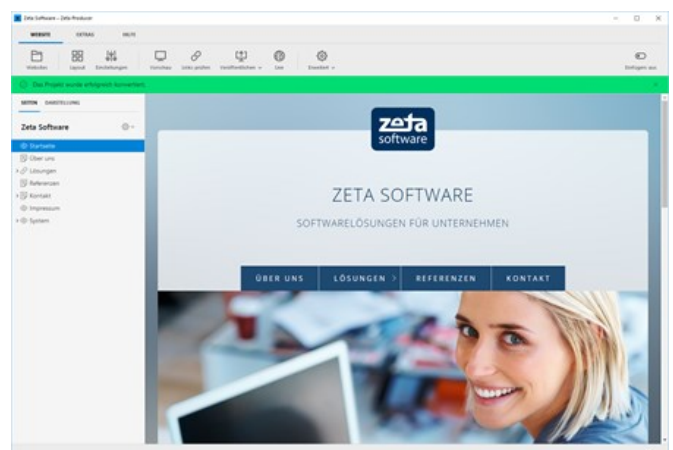 Zeta Software – Zeta Producer
WEBSITE EXTRAS HILFE
Websites Layout Einstellungen Vorschau Links prüfen Veröffentlichen Live Erweitert Einfügen aus
Das Projekt wurde erfolgreich konvertiert.
SEITEN DARSTELLUNG
Zeta Software
Startseite
Über uns
Lösungen
Referenzen
Kontakt
Impressum
System
zeta
software
ZETA SOFTWARE
SOFTWARELÖSUNGEN FÜR UNTERNEHMEN
ÜBER UNS LÖSUNGEN REFERENZEN KONTAKT